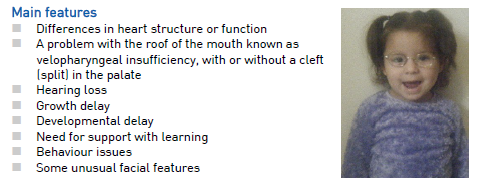 Main features
Differences in heart structure or function
A problem with the roof of the mouth known as
velopharyngeal insufficiency, with or without a cleft
(split) in the palate
Hearing loss
Growth delay
Developmental delay
Need for support with learning
Behaviour issues
Some unusual facial features